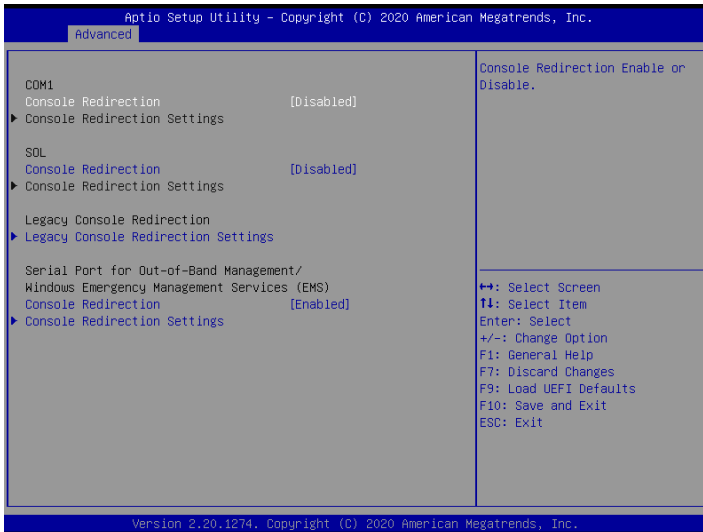 Aptio Setup Utility – Copyright (C) 2020 American Megatrends, Inc.
Advanced
Console Redirection Enable or
Disable.
COM1
Console Redirection [Disabled]
▶ Console Redirection Settings
SOL
Console Redirection [Disabled]
▶ Console Redirection Settings
Legacy Console Redirection
▶ Legacy Console Redirection Settings
Serial Port for Out-of-Band Management/
Windows Emergency Management Services (EMS)
Console Redirection [Enabled]
▶ Console Redirection Settings
↔: Select Screen
↑↓: Select Item
Enter: Select
+/-: Change Option
F1: General Help
F7: Discard Changes
F9: Load UEFI Defaults
F10: Save and Exit
ESC: Exit
Version 2.20.1274. Copyright (C) 2020 American Megatrends, Inc.